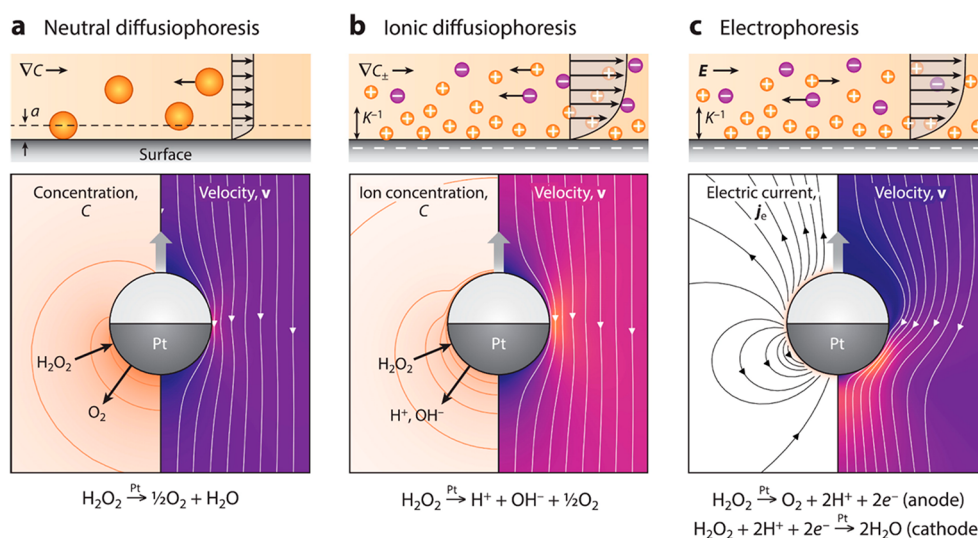 a Neutral diffusiophoresis
∇C
a
Surface
Concentration,
C
Velocity, v
Pt
H₂O₂
O₂
H₂O₂ —Pt→ ½O₂ + H₂O
b Ionic diffusiophoresis
∇C±
K⁻¹
Ion concentration,
C
Velocity, v
Pt
H₂O₂
H⁺, OH⁻
H₂O₂ —Pt→ H⁺ + OH⁻ + ½O₂
c Electrophoresis
E
K⁻¹
Electric current,
jₑ
Velocity, v
Pt
H₂O₂ —Pt→ O₂ + 2H⁺ + 2e⁻ (anode)
H₂O₂ + 2H⁺ + 2e⁻ —Pt→ 2H₂O (cathode)